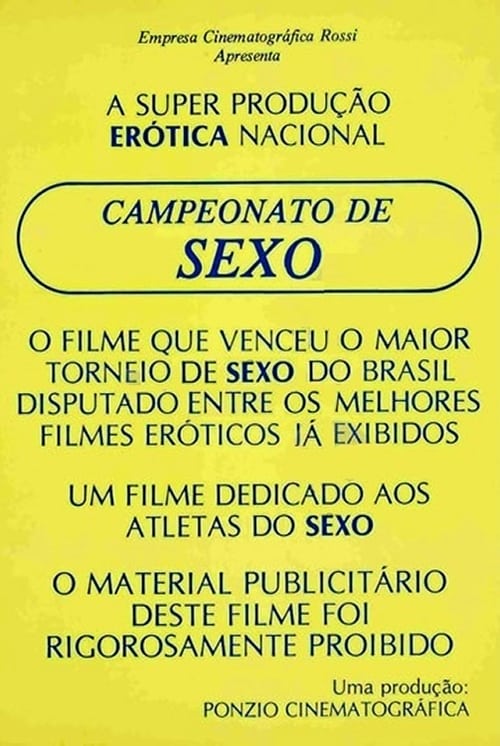 Empresa Cinematográfica Rossi
Apresenta
A SUPER PRODUÇÃO
ERÓTICA NACIONAL
CAMPEONATO DE
SEXO
O FILME QUE VENCEU O MAIOR
TORNEIO DE SEXO DO BRASIL
DISPUTADO ENTRE OS MELHORES
FILMES ERÓTICOS JÁ EXIBIDOS
UM FILME DEDICADO AOS
ATLETAS DO SEXO
O MATERIAL PUBLICITÁRIO
DESTE FILME FOI
RIGOROSAMENTE PROIBIDO
Uma produção:
PONZIO CINEMATOGRÁFICA